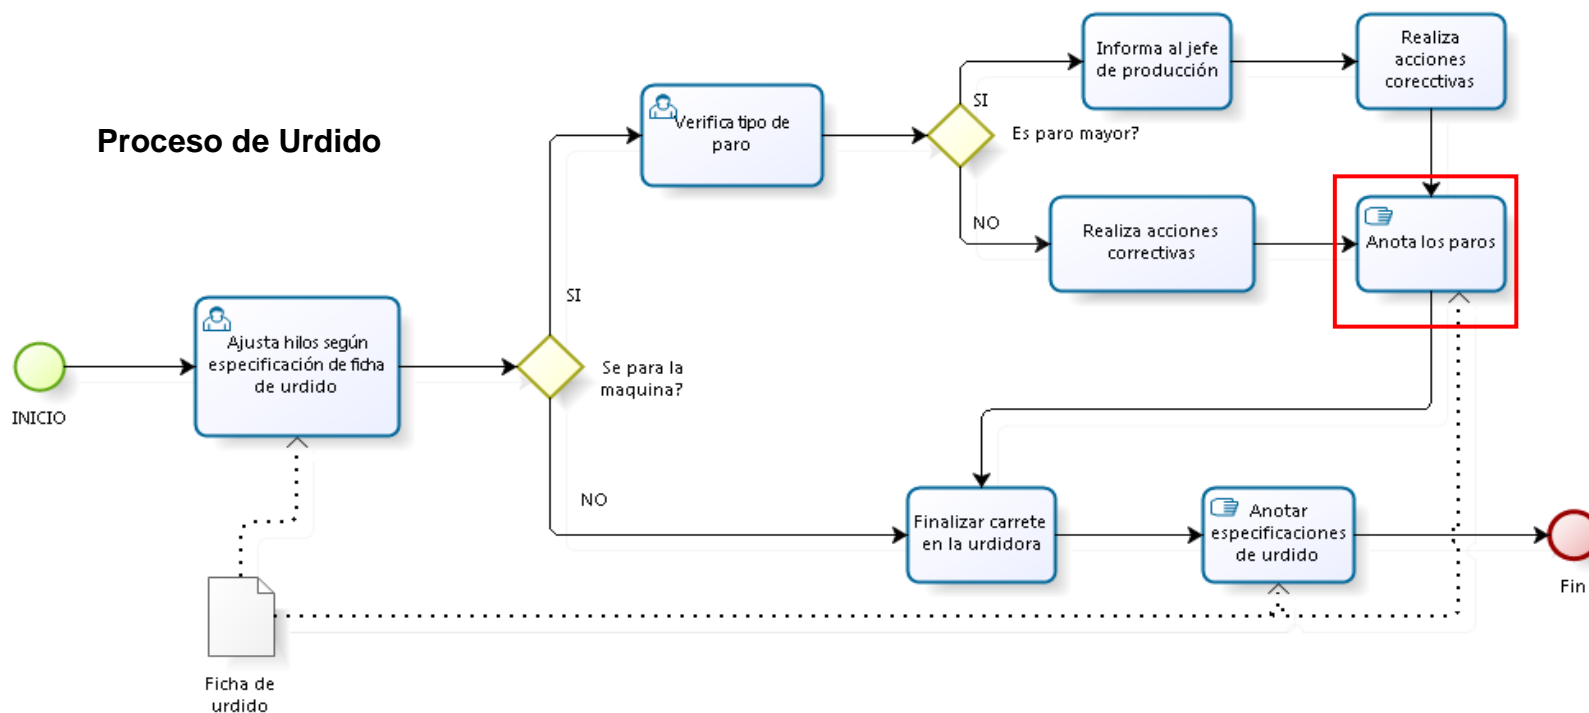 Proceso de Urdido
INICIO
Ajusta hilos según
especificación de ficha
de urdido
Ficha de
urdido
Se para la
maquina?
SI
NO
Verifica tipo de
paro
Es paro mayor?
SI
NO
Informa al jefe
de producción
Realiza
acciones
corecctivas
Realiza acciones
correctivas
Anota los paros
Finalizar carrete
en la urdidora
Anotar
especificaciones
de urdido
Fin